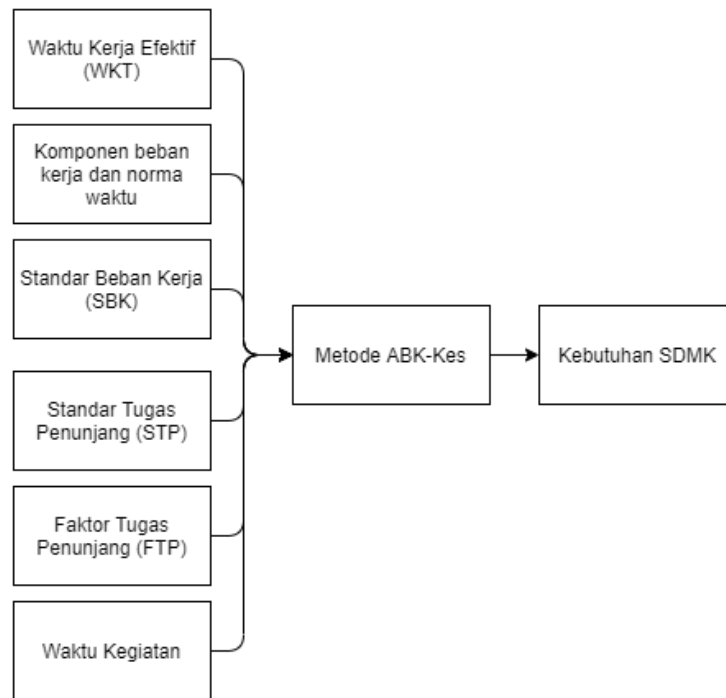 Waktu Kerja Efektif
(WKT)
Komponen beban
kerja dan norma
waktu
Standar Beban Kerja
(SBK)
Standar Tugas
Penunjang (STP)
Faktor Tugas
Penunjang (FTP)
Waktu Kegiatan
Metode ABK-Kes
Kebutuhan SDMK